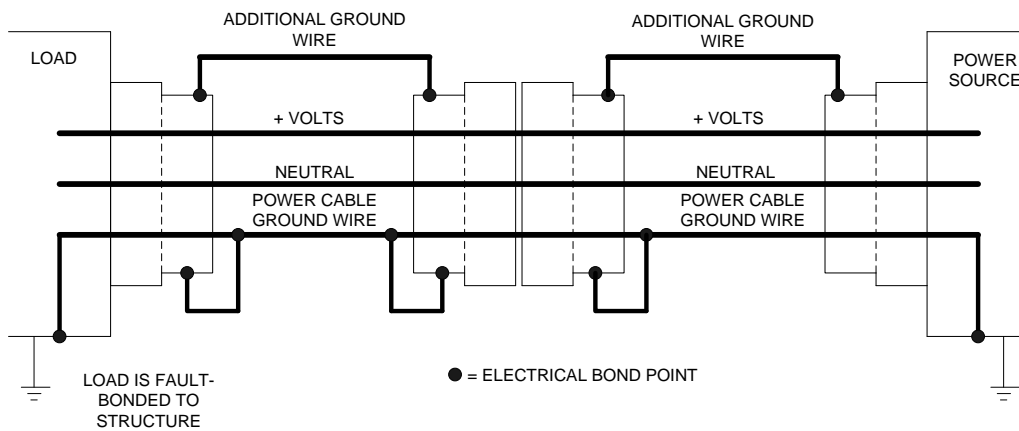 ADDITIONAL GROUND
WIRE
ADDITIONAL GROUND
WIRE
LOAD
POWER
SOURCE
+ VOLTS
+ VOLTS
NEUTRAL
NEUTRAL
POWER CABLE
GROUND WIRE
POWER CABLE
GROUND WIRE
LOAD IS FAULT-
BONDED TO
STRUCTURE
= ELECTRICAL BOND POINT